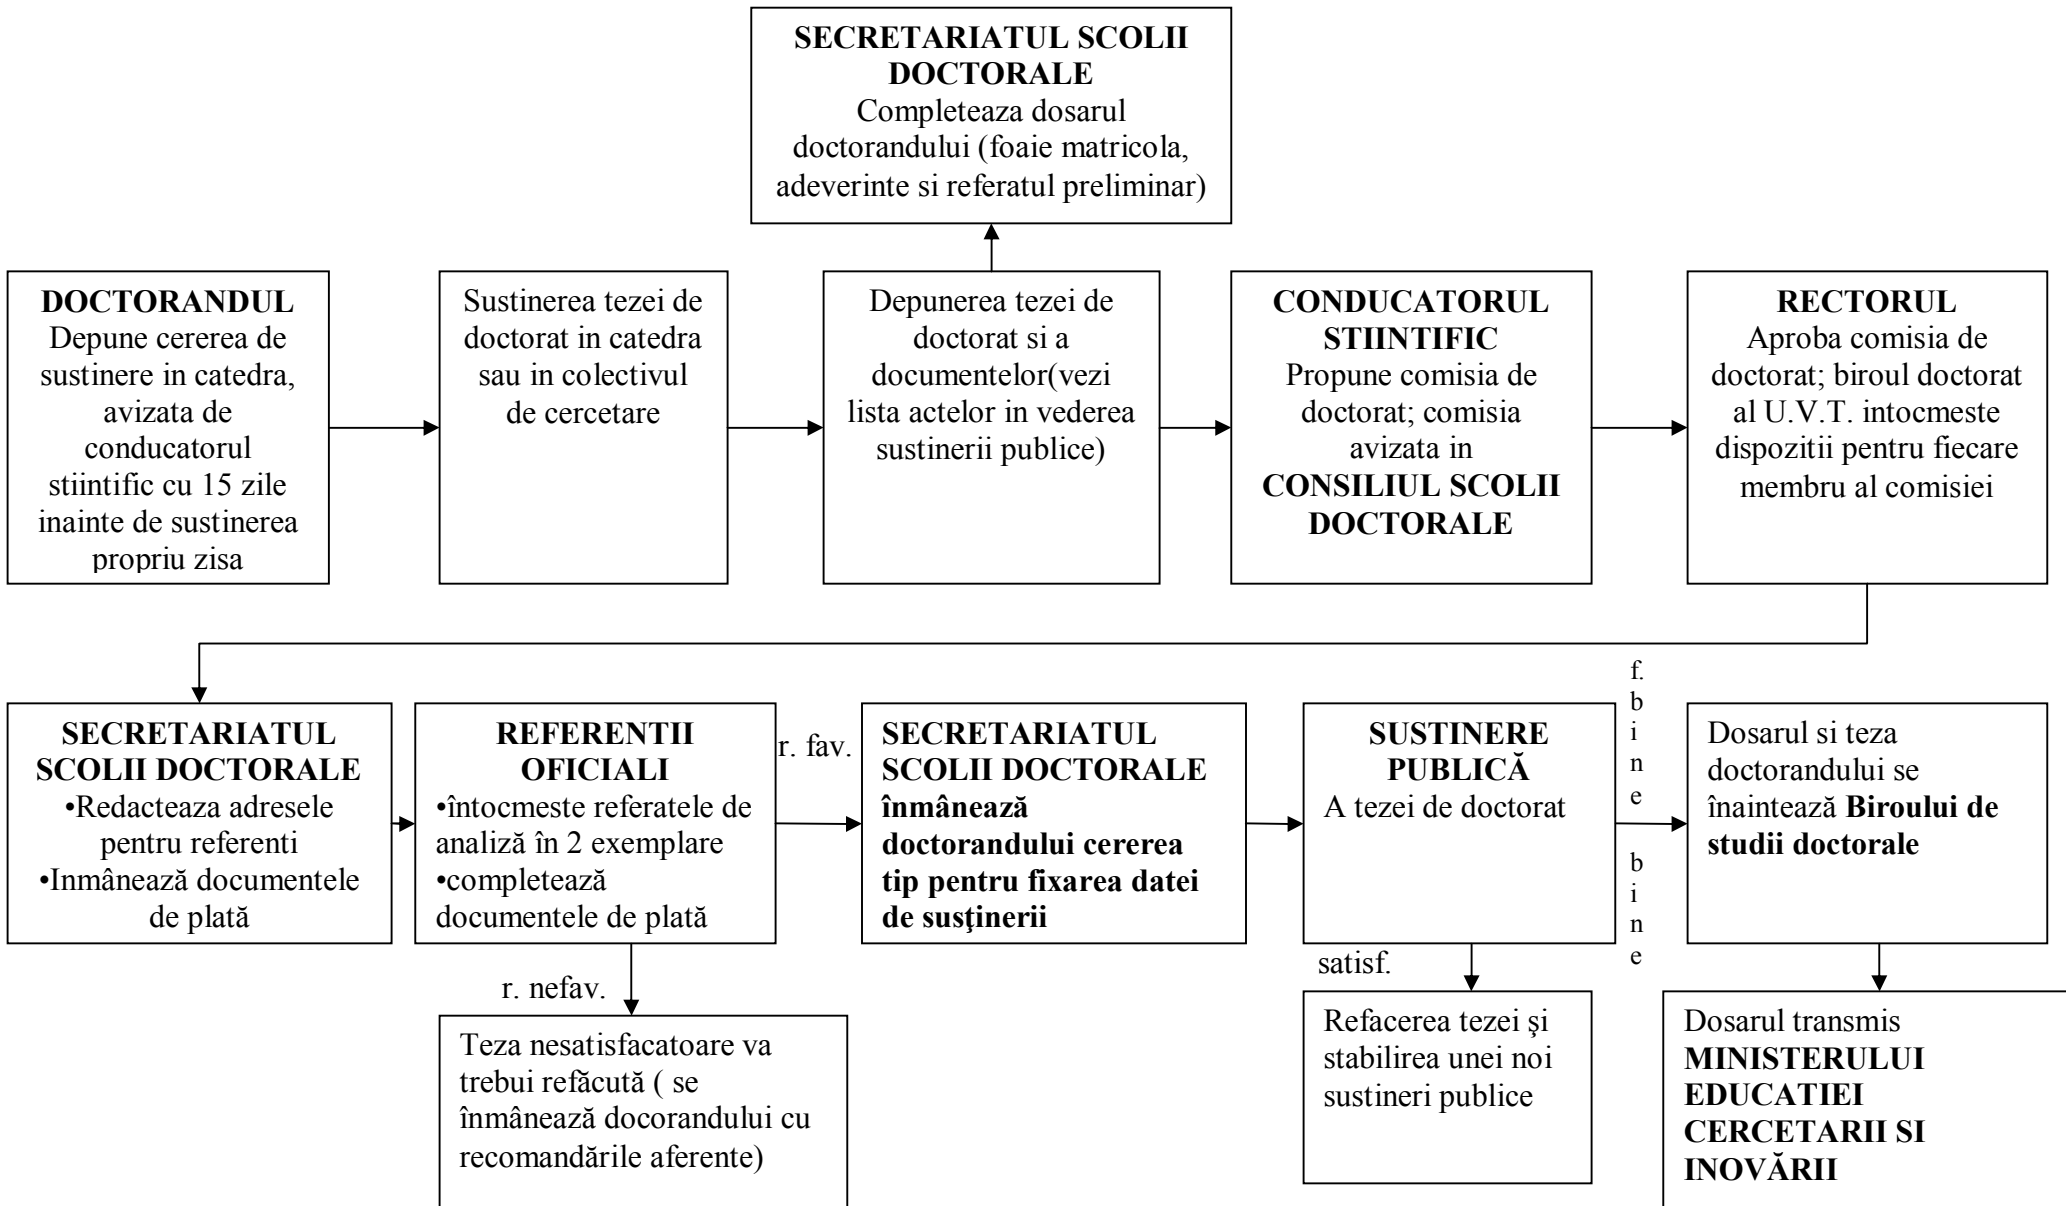 SECRETARIATUL SCOLII
DOCTORALE
Completeaza dosarul
doctorandului (foaie matricola,
adeverinte si referatul preliminar)
DOCTORANDUL
Depune cererea de
sustinere in catedra,
avizata de
conducatorul
stiintific cu 15 zile
inainte de sustinerea
propriu zisa
Sustinerea tezei de
doctorat in catedra
sau in colectivul
de cercetare
Depunerea tezei de
doctorat si a
documentelor(vezi
lista actelor in vederea
sustinerii publice)
CONDUCATORUL
STIINTIFIC
Propune comisia de
doctorat; comisia
avizata in
CONSILIUL SCOLII
DOCTORALE
RECTORUL
Aproba comisia de
doctorat; biroul doctorat
al U.V.T. intocmeste
dispozitii pentru fiecare
membru al comisiei
SECRETARIATUL
SCOLII DOCTORALE
•Redacteaza adresele
pentru referenti
•Inmânează documentele
de plată
REFERENTII
OFICIALI
•întocmeste referatele de
analiză în 2 exemplare
•completează
documentele de plată
r. fav.
SECRETARIATUL
SCOLII DOCTORALE
înmânează
doctorandului cererea
tip pentru fixarea datei
de susţinerii
SUSTINERE
PUBLICĂ
A tezei de doctorat
f.
b
i
n
e
b
i
n
e
Dosarul si teza
doctorandului se
înaintează Biroului de
studii doctorale
r. nefav.
Teza nesatisfacatoare va
trebui refăcută ( se
înmânează docorandului cu
recomandările aferente)
satisf.
Refacerea tezei şi
stabilirea unei noi
sustineri publice
Dosarul transmis
MINISTERULUI
EDUCATIEI
CERCETARII SI
INOVĂRII